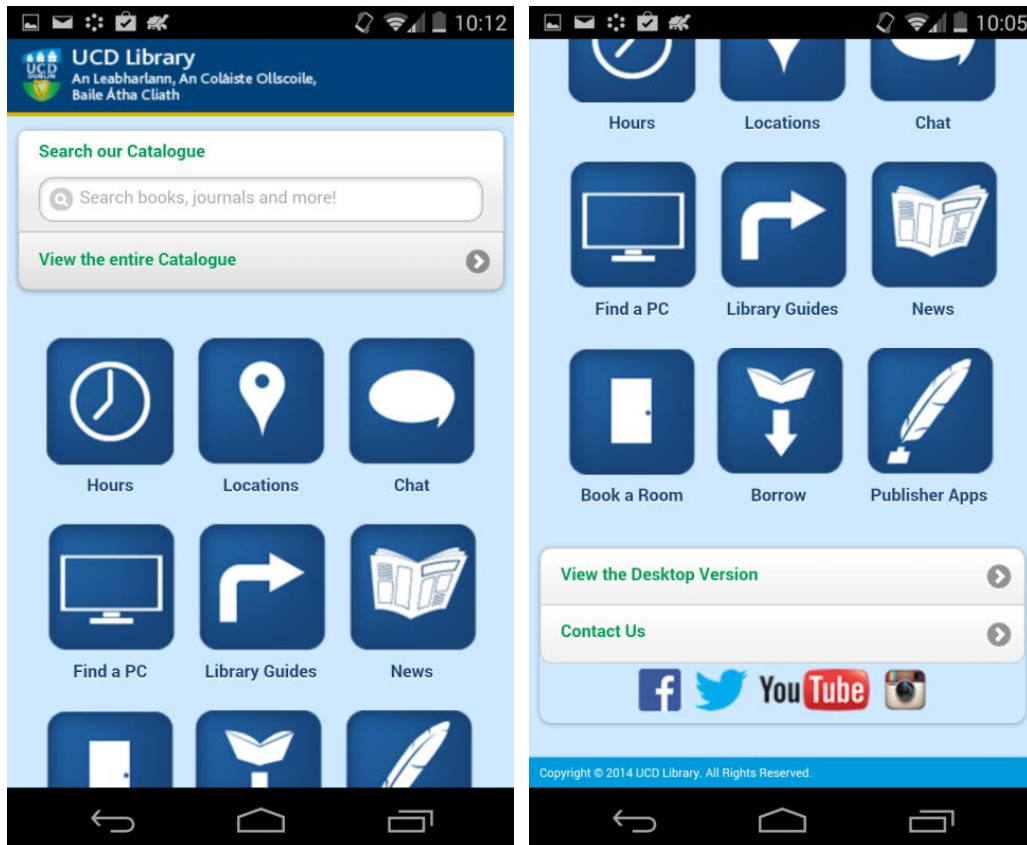 10:12
UCD
DUBLIN
UCD Library
An Leabharlann, An Coláiste Ollscoile,
Baile Átha Cliath
Search our Catalogue
Search books, journals and more!
View the entire Catalogue
Hours Locations Chat
Find a PC Library Guides News
10:05
Hours Locations Chat
Find a PC Library Guides News
Book a Room Borrow Publisher Apps
View the Desktop Version
Contact Us
f YouTube
Copyright © 2014 UCD Library. All Rights Reserved.